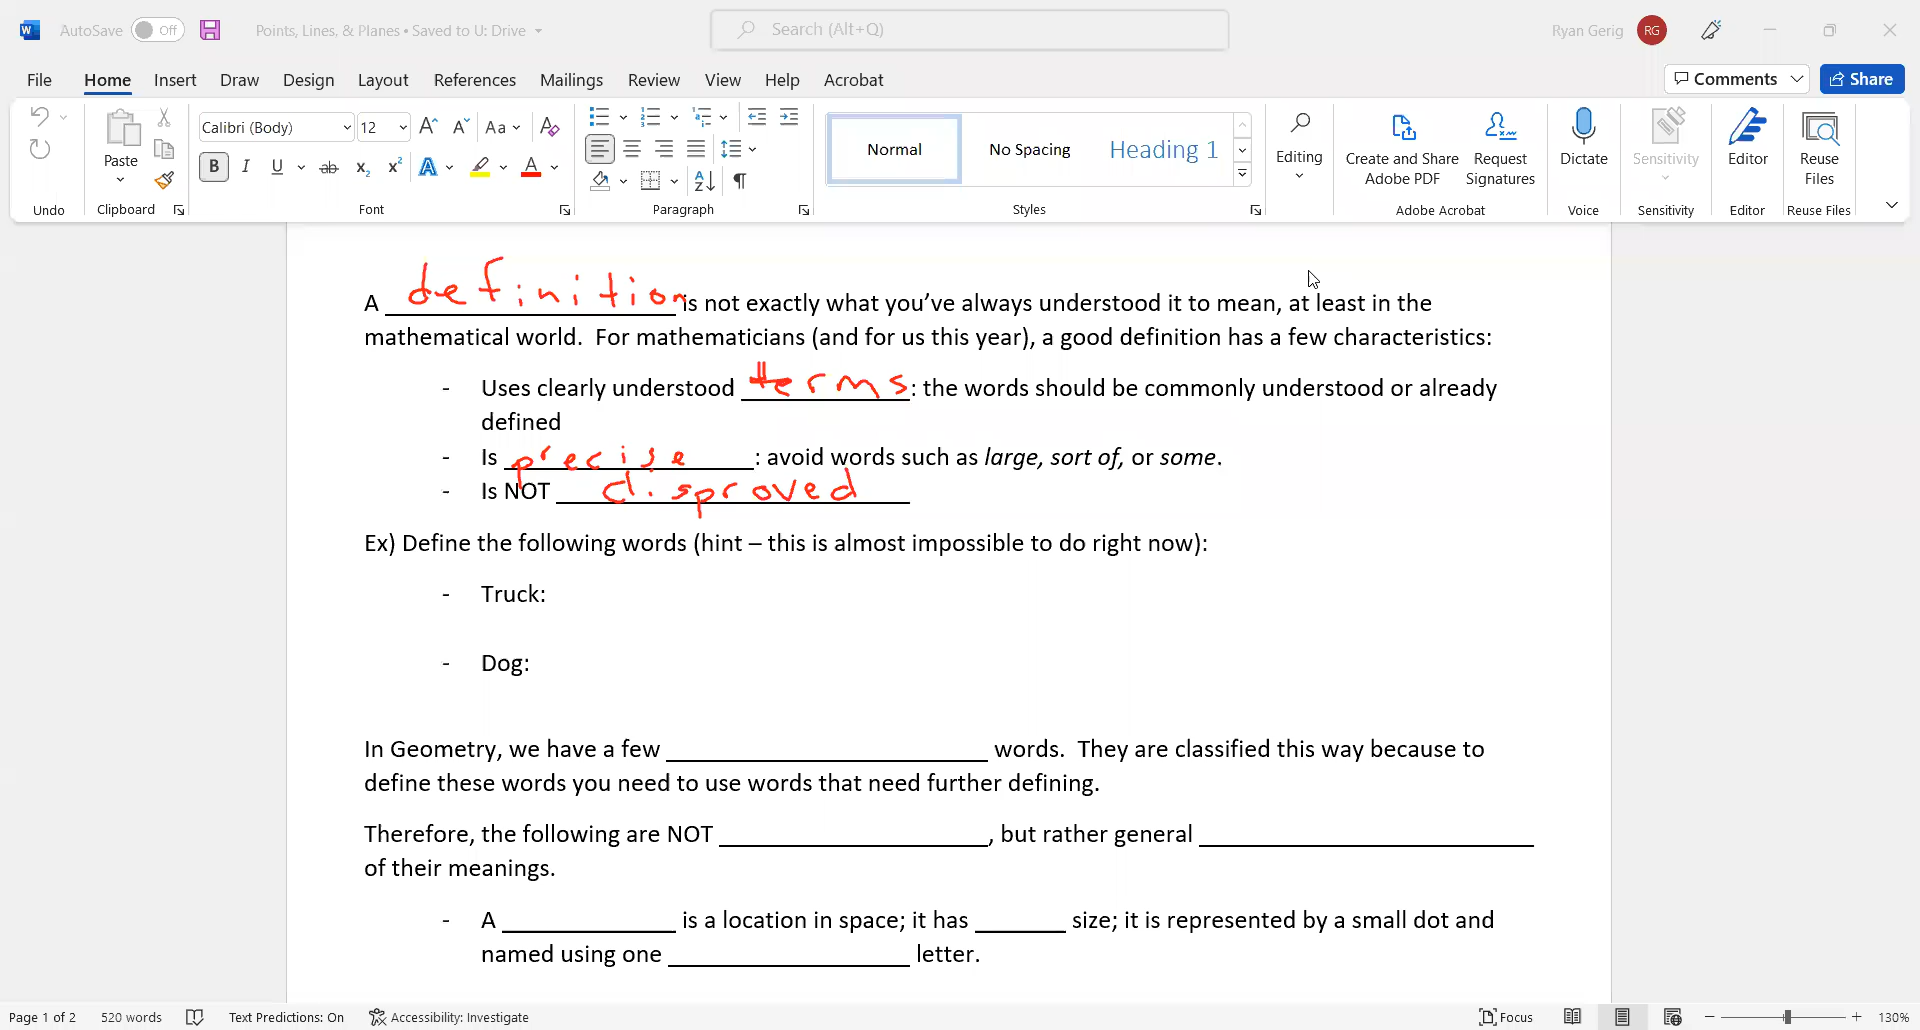 AutoSave Off Points, Lines, & Planes • Saved to U: Drive Search (Alt+Q) Ryan Gerig RG
File Home Insert Draw Design Layout References Mailings Review View Help Acrobat Comments Share
Paste
Calibri (Body) 12 A^ A˅ Aa A
B I U ab x₂ x² A A
Normal No Spacing Heading 1
Editing
Create and Share Adobe PDF
Request Signatures
Dictate
Sensitivity
Editor
Reuse Files
Undo Clipboard Font Paragraph Styles Adobe Acrobat Voice Sensitivity Editor Reuse Files
A definition is not exactly what you’ve always understood it to mean, at least in the
mathematical world. For mathematicians (and for us this year), a good definition has a few characteristics:
- Uses clearly understood terms: the words should be commonly understood or already
defined
- Is precise: avoid words such as large, sort of, or some.
- Is NOT disproved
Ex) Define the following words (hint – this is almost impossible to do right now):
- Truck:
- Dog:
In Geometry, we have a few ____________ words. They are classified this way because to
define these words you need to use words that need further defining.
Therefore, the following are NOT ____________, but rather general ____________
of their meanings.
- A ____________ is a location in space; it has ______ size; it is represented by a small dot and
named using one ____________ letter.
Page 1 of 2 520 words Text Predictions: On Accessibility: Investigate Focus 130%